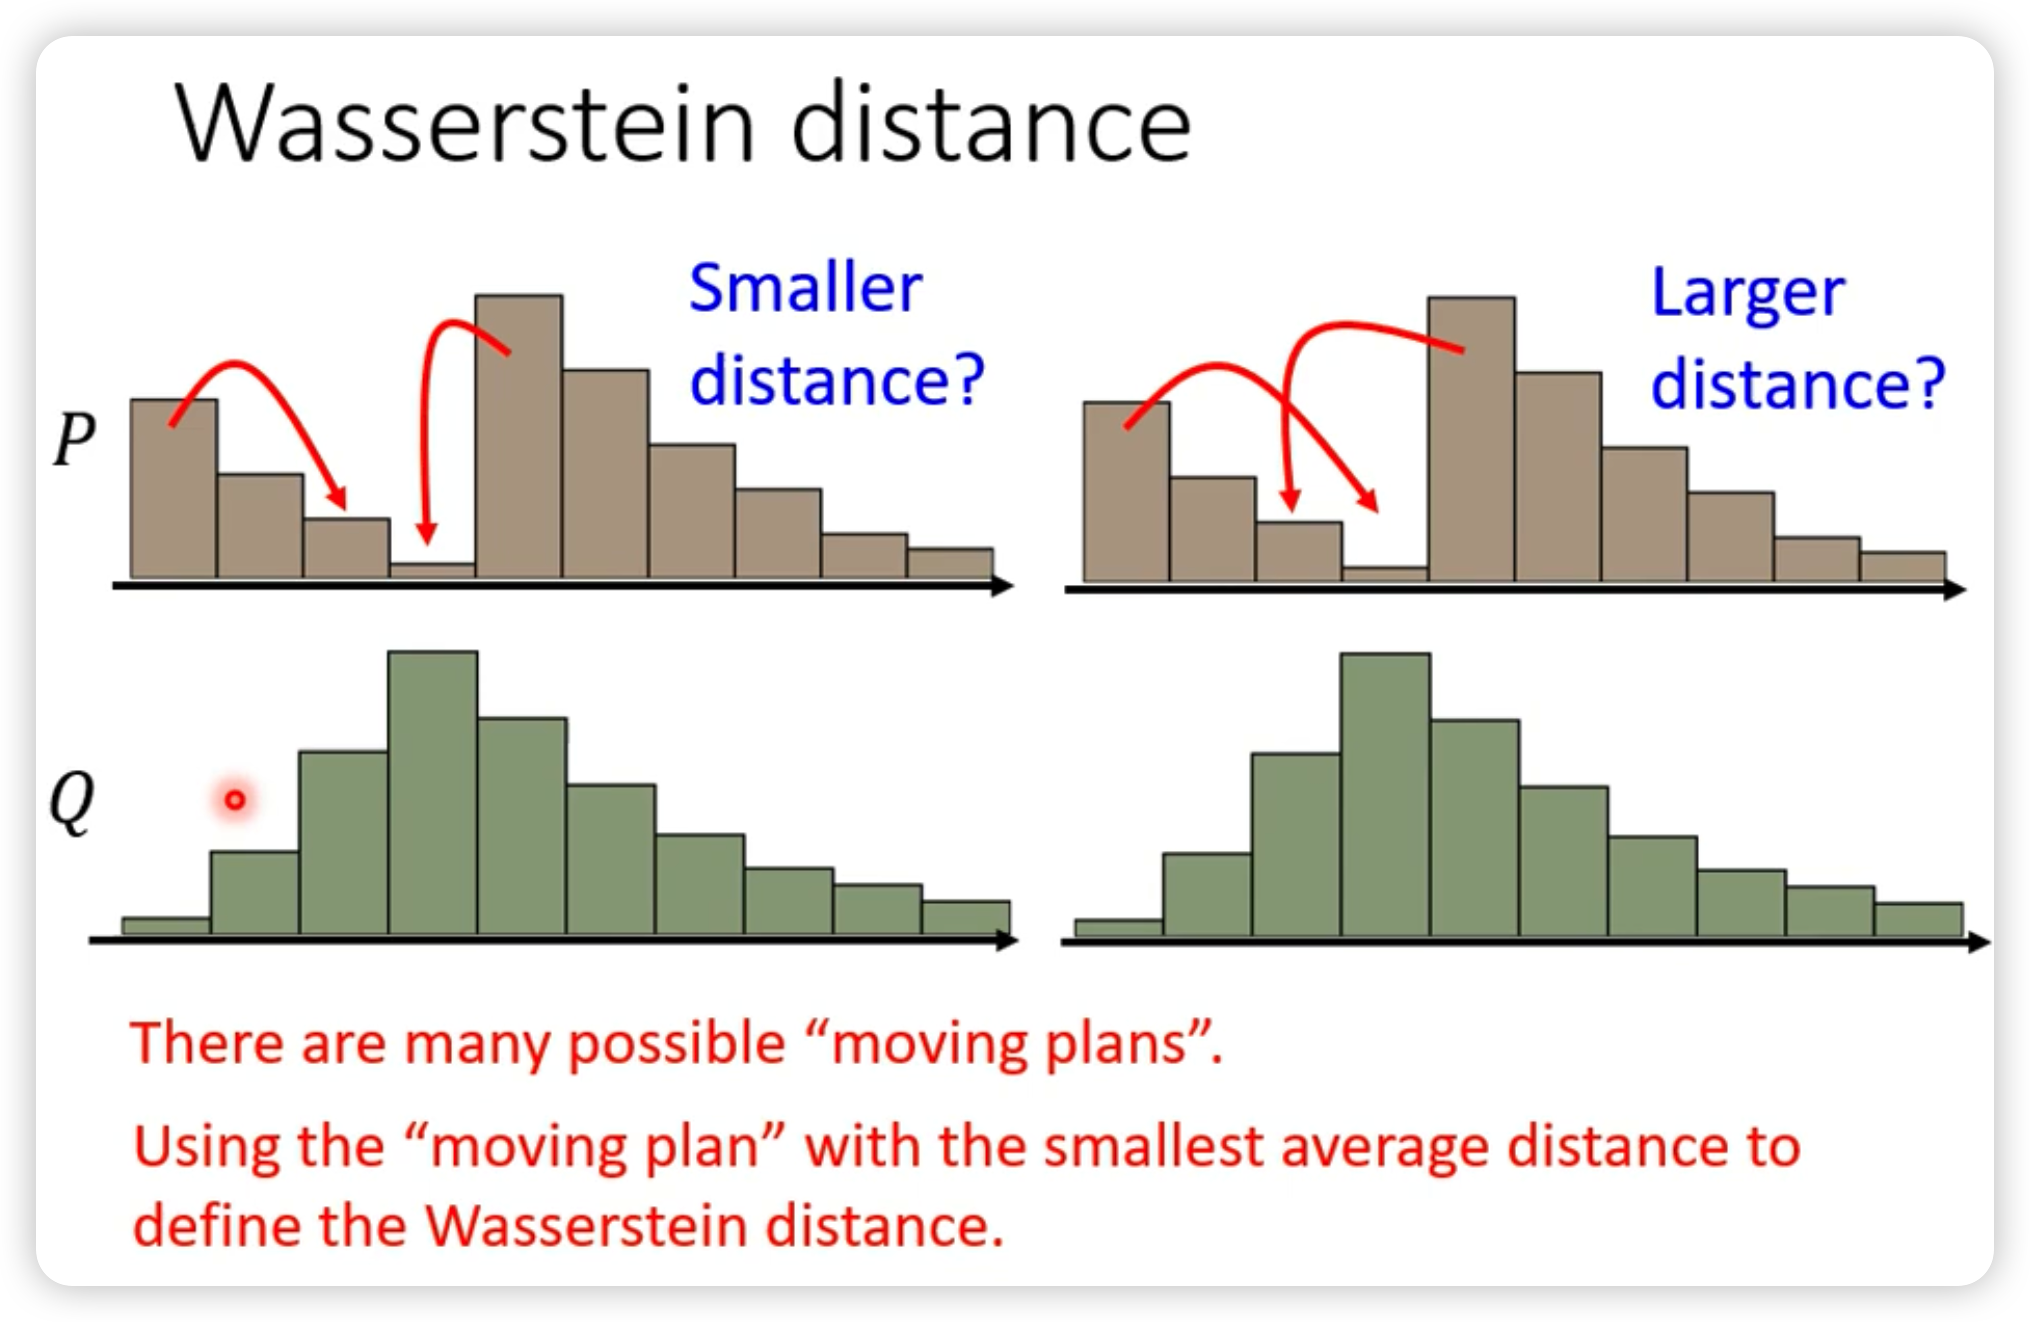 Wasserstein distance
Smaller
distance?
Larger
distance?
P
Q
There are many possible “moving plans”.
Using the “moving plan” with the smallest average distance to
define the Wasserstein distance.